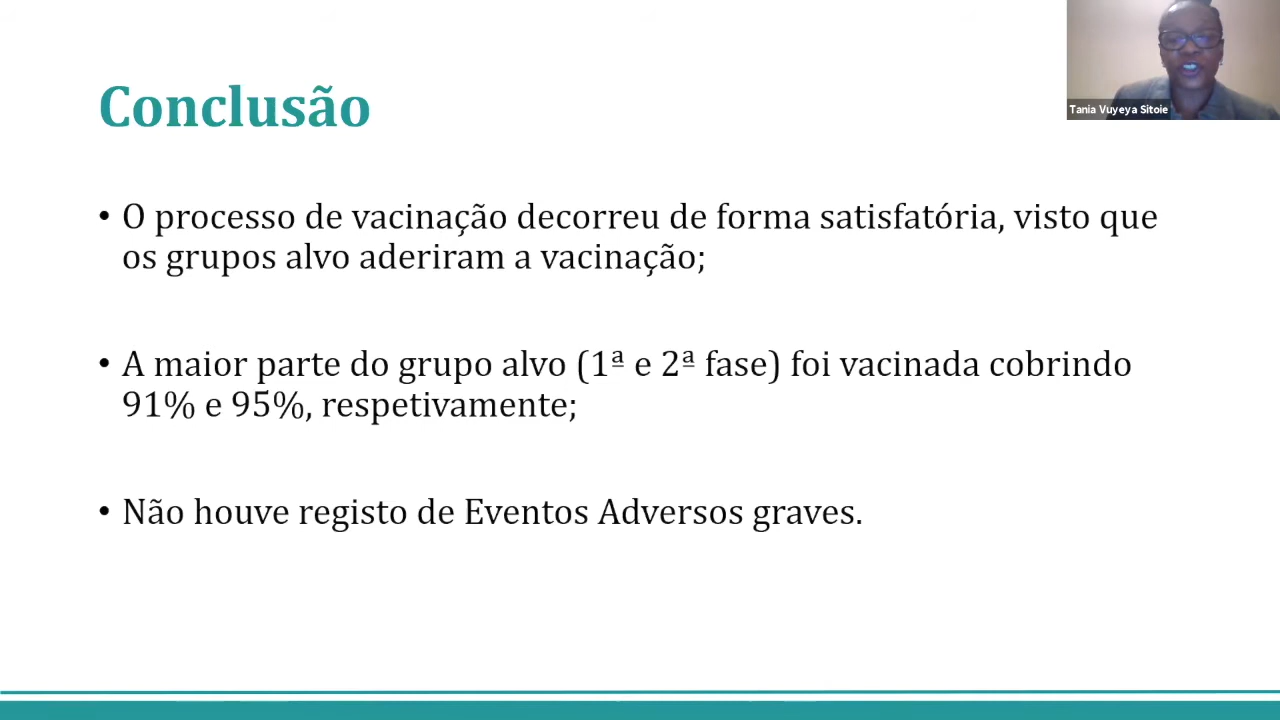 Conclusão
Tania Vuyeya Sitoie
• O processo de vacinação decorreu de forma satisfatória, visto que
os grupos alvo aderiram a vacinação;
• A maior parte do grupo alvo (1ª e 2ª fase) foi vacinada cobrindo
91% e 95%, respetivamente;
• Não houve registo de Eventos Adversos graves.